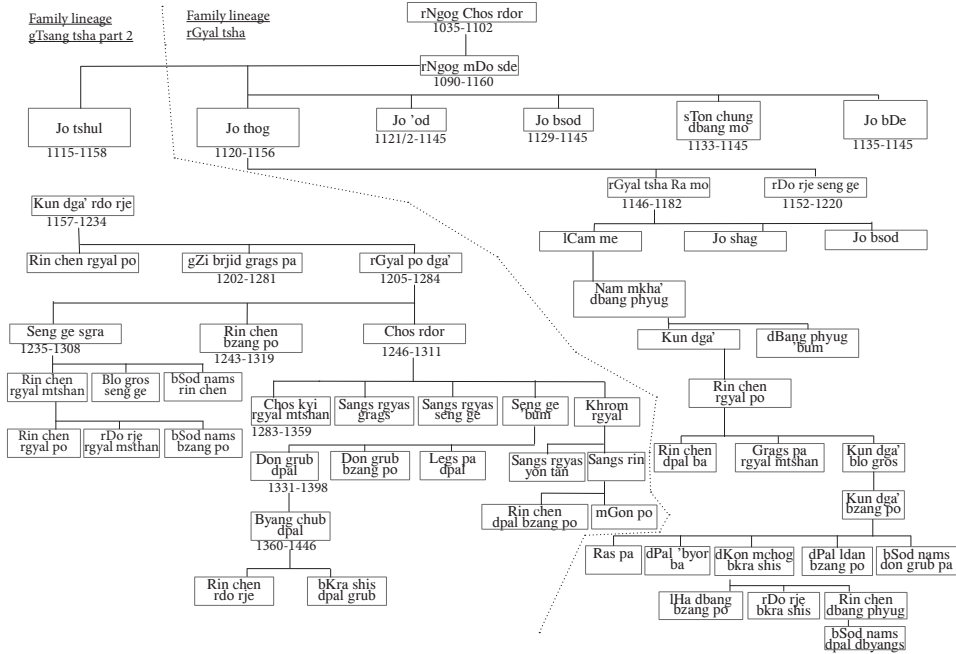 Family lineage
gTsang tsha part 2
Family lineage
rGyal tsha
rNgog Chos rdor
1035-1102
rNgog mDo sde
1090-1160
Jo tshul
1115-1158
Jo thog
1120-1156
Jo 'od
1121/2-1145
Jo bsod
1129-1145
sTon chung
dbang mo
1133-1145
Jo bDe
1135-1145
rGyal tsha Ra mo
1146-1182
rDo rje seng ge
1152-1220
Kun dga' rdo rje
1157-1234
lCam me
Jo shag
Jo bsod
Rin chen rgyal po
gZi brjid grags pa
1202-1281
rGyal po dga'
1205-1284
Nam mkha'
dbang phyug
Seng ge sgra
1235-1308
Rin chen
bzang po
1243-1319
Chos rdor
1246-1311
Kun dga'
dBang phyug
'bum
Rin chen
rgyal mtshan
Blo gros
seng ge
bSod nams
rin chen
Rin chen
rgyal po
Chos kyi
rgyal mtshan
1283-1359
Sangs rgyas
grags
Sangs rgyas
seng ge
Seng ge
bum
Khrom
rgyal
Rin chen
rgyal po
rDo rje
rgyal msthan
bSod nams
bzang po
Don grub
dpal
1331-1398
Don grub
bzang po
Legs pa
dpal
Sangs rgyas
yon tan
Sangs rin
Rin chen
dpal ba
Grags pa
rgyal mtshan
Kun dga'
blo gros
Rin chen
dpal bzang po
mGon po
Kun dga'
bzang po
Byang chub
dpal
1360-1446
Ras pa
dPal 'byor
ba
dKon mchog
bkra shis
dPal ldan
bzang po
bSod nams
don grub pa
Rin chen
rdo rje
bKra shis
dpal grub
lHa dbang
bzang po
rDo rje
bkra shis
Rin chen
dbang phyug
bSod nams
dpal dbyangs